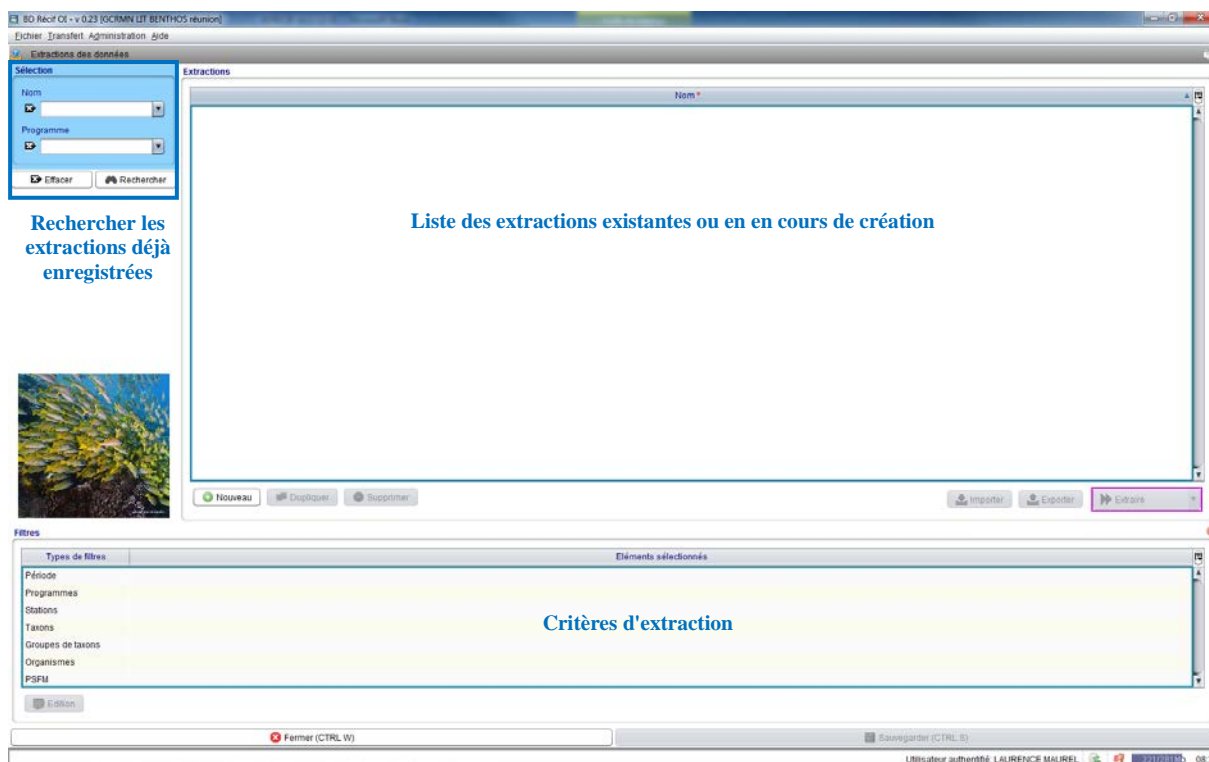 BD Récif OI - v 0.23 [GCRMN LIT BENTHOS réunion]
Fichier Transfert Administration Aide
Extractions des données
Sélection
Nom
Programme
Effacer
Rechercher
Rechercher les
extractions déjà
enregistrées
Extractions
Nom *
Liste des extractions existantes ou en en cours de création
Nouveau
Dupliquer
Supprimer
Importer
Exporter
Extraire
Filtres
Types de filtres
Eléments sélectionnés
Période
Programmes
Stations
Taxons
Groupes de taxons
Organismes
PSFM
Critères d'extraction
Edition
Fermer (CTRL W)
Sauvegarder (CTRL S)
Utilisateur authentifié: LAURENCE MAUREL